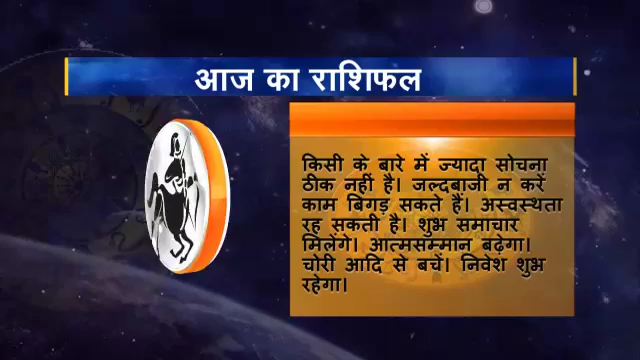 आज का राशिफल
किसी के बारे में ज्यादा सोचना
ठीक नहीं है। जल्दबाजी न करें
काम बिगड़ सकते हैं। अस्वस्थता
रह सकती है। शुभ समाचार
मिलेंगे। आत्मसम्मान बढ़ेगा।
चोरी आदि से बचें। निवेश शुभ
रहेगा।